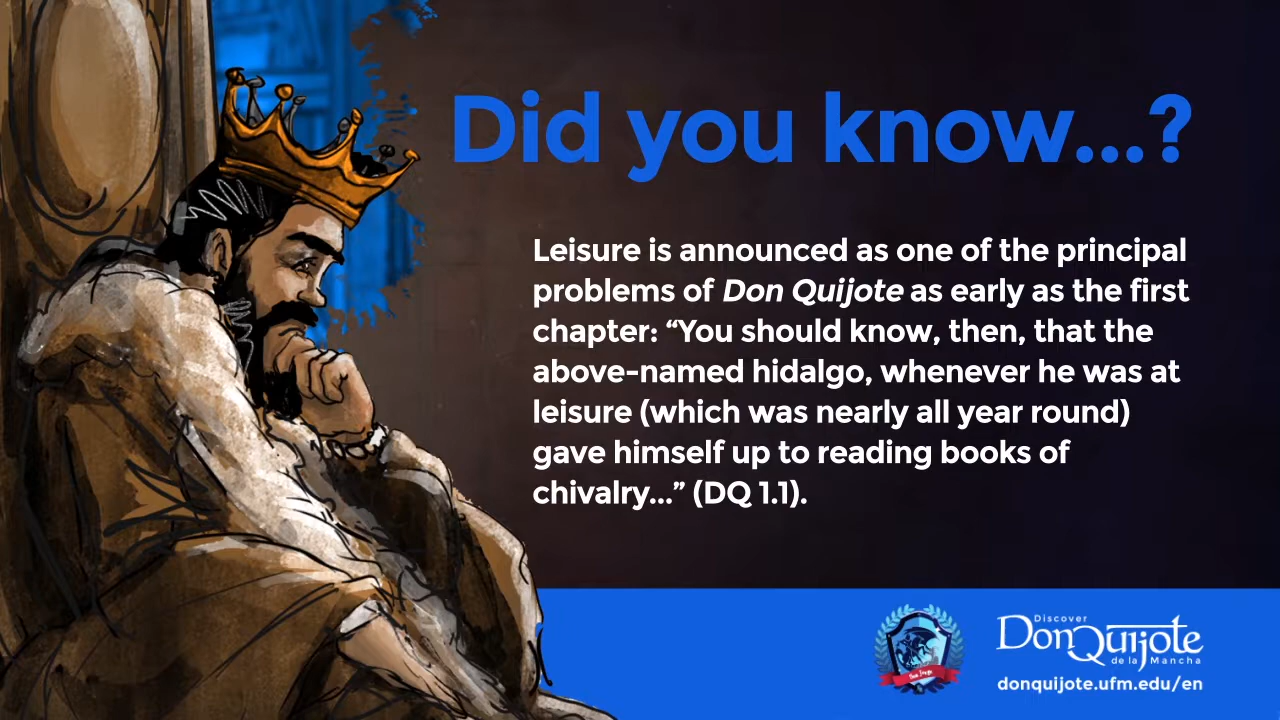 Did you know...?
Leisure is announced as one of the principal
problems of Don Quijote as early as the first
chapter: “You should know, then, that the
above-named hidalgo, whenever he was at
leisure (which was nearly all year round)
gave himself up to reading books of
chivalry...” (DQ 1.1).
Discover
Don Quijote
de la Mancha
donquijote.ufm.edu/en